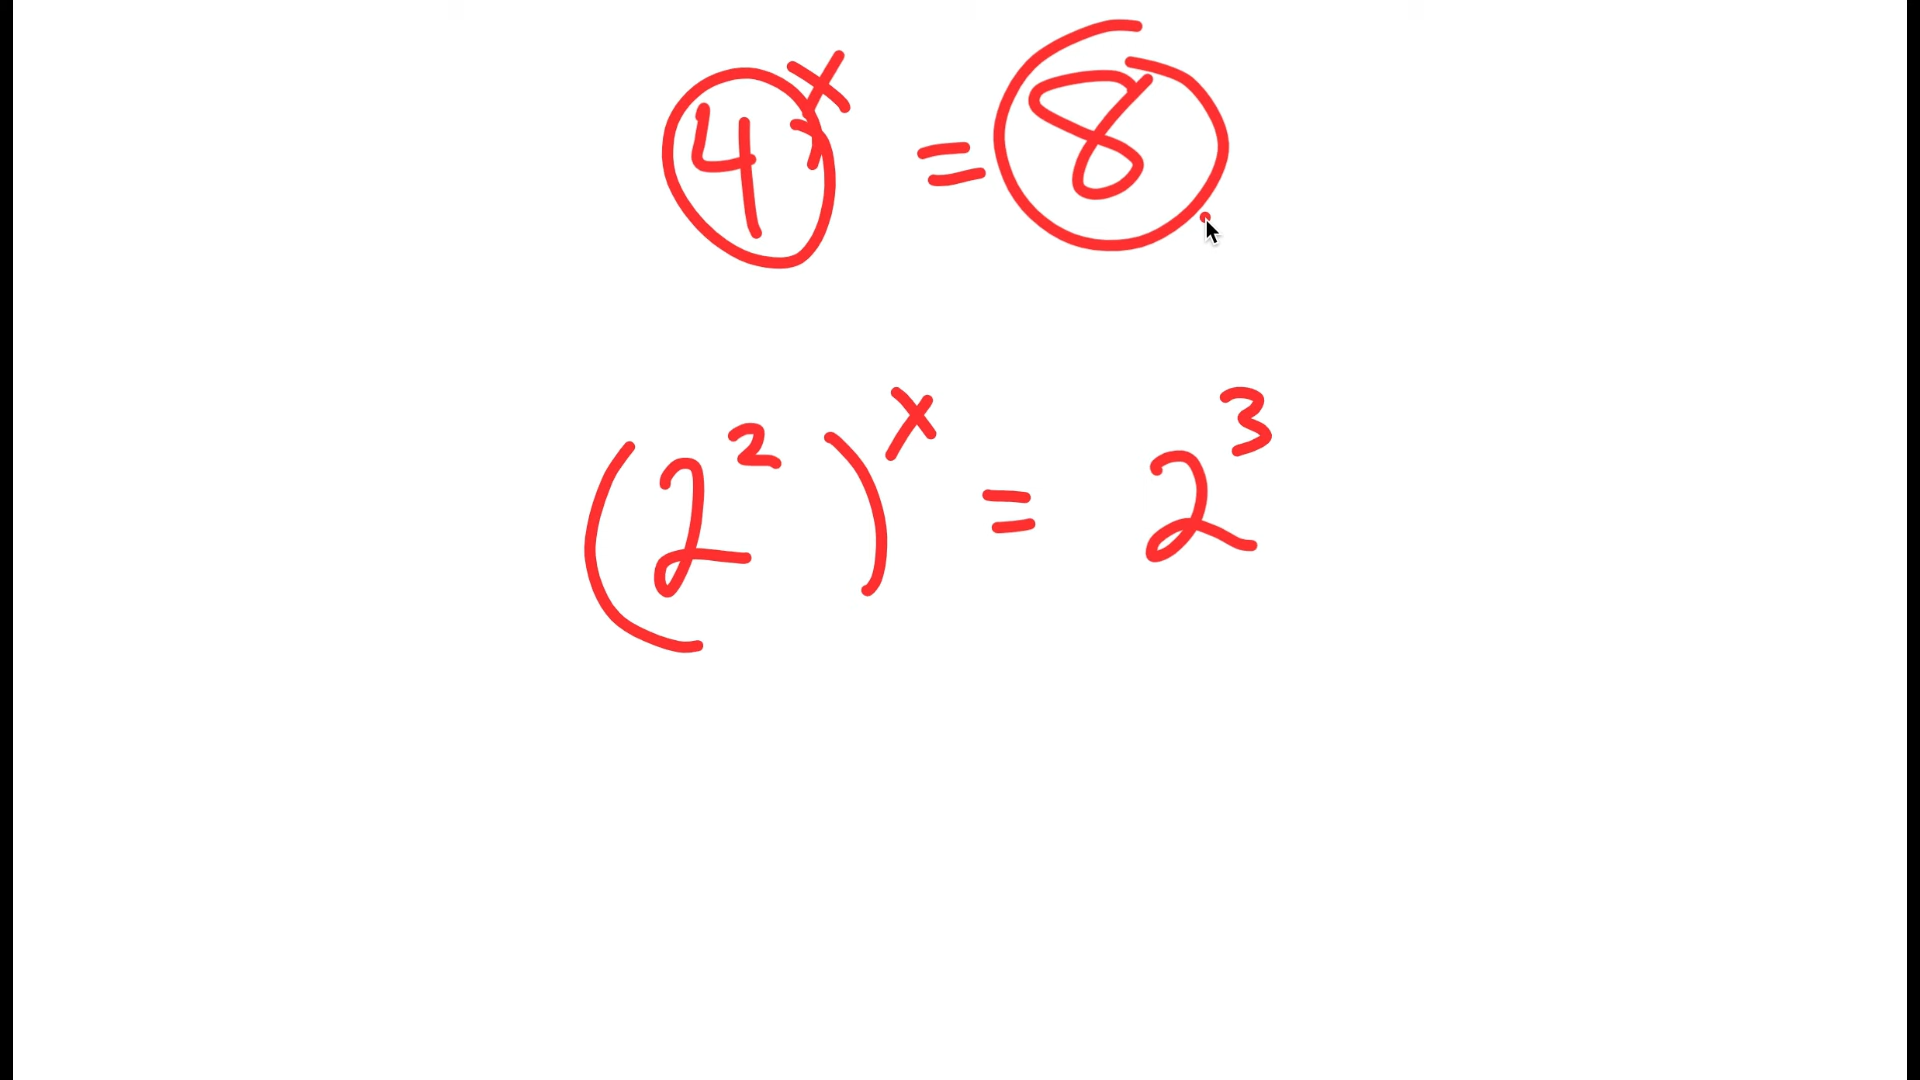 4^x = 8
(2^2)^x = 2^3